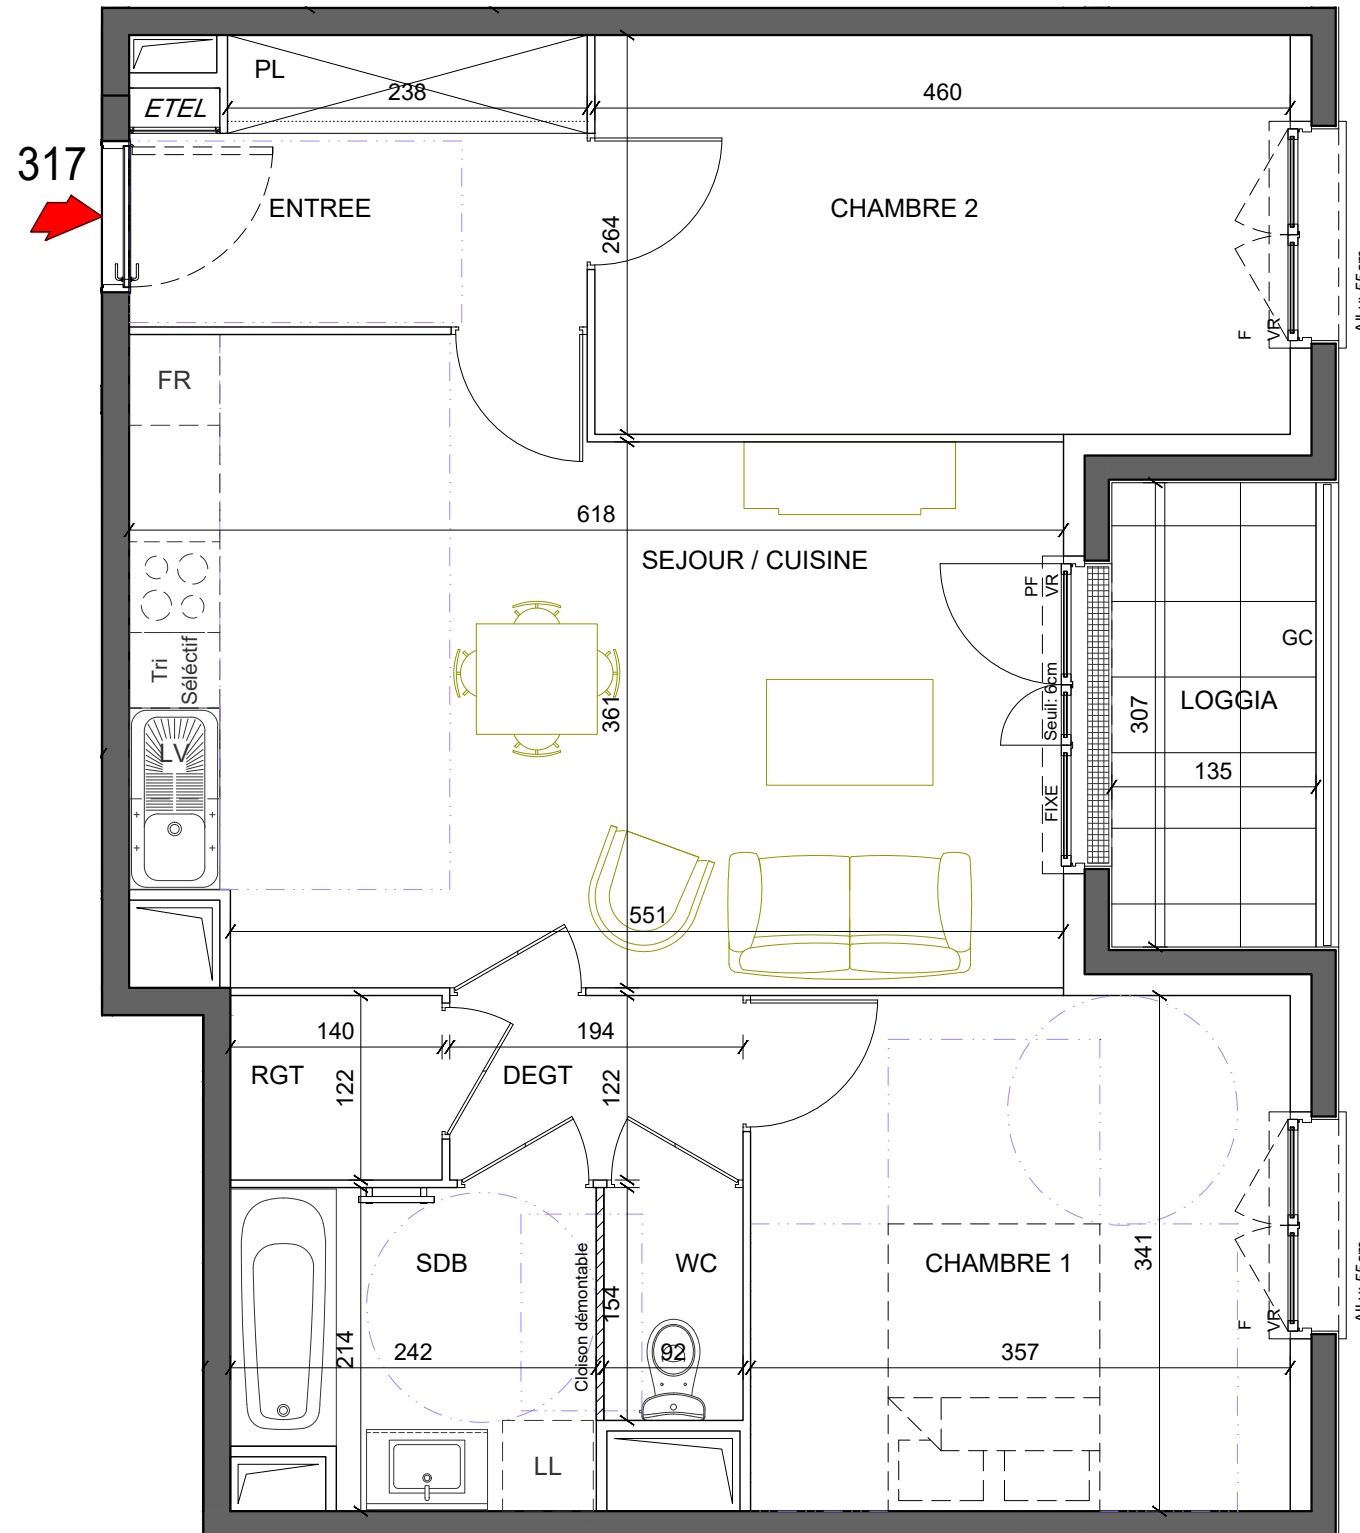 PL
238
460
ETEL
317
ENTREE
CHAMBRE 2
264
F
VR
All.v: 55cm
FR
618
SEJOUR / CUISINE
PF
VR
Tri
Séléctif
GC
361
Seuil: 6cm
307
LOGGIA
LV
135
FIXE
551
140
194
RGT
122
DEGT
122
SDB
Cloison démontable
WC
CHAMBRE 1
341
154
F
VR
214
242
92
357
LL